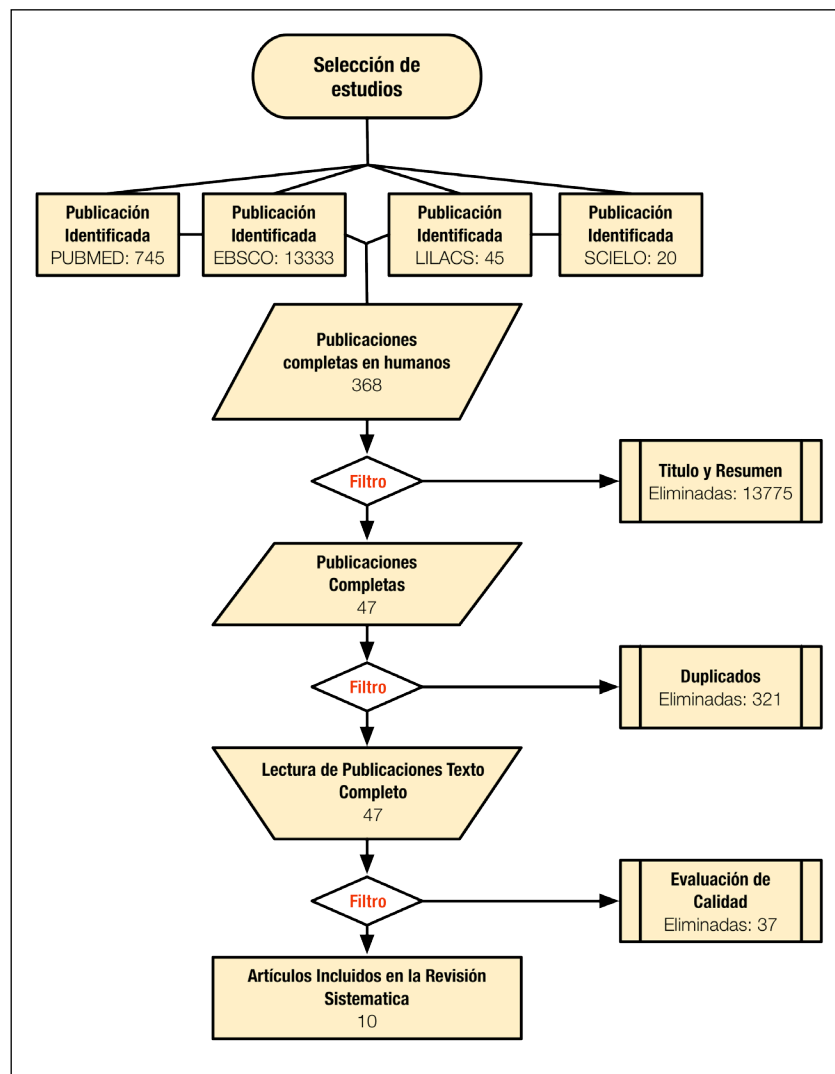 Selección de
estudios
Publicación
Identificada
PUBMED: 745
Publicación
Identificada
EBSCO: 13333
Publicación
Identificada
LILACS: 45
Publicación
Identificada
SCIELO: 20
Publicaciones
completas en humanos
368
Filtro
Titulo y Resumen
Eliminadas: 13775
Publicaciones
Completas
47
Filtro
Duplicados
Eliminadas: 321
Lectura de Publicaciones Texto
Completo
47
Filtro
Evaluación de
Calidad
Eliminadas: 37
Artículos Incluidos en la Revisión
Sistematica
10